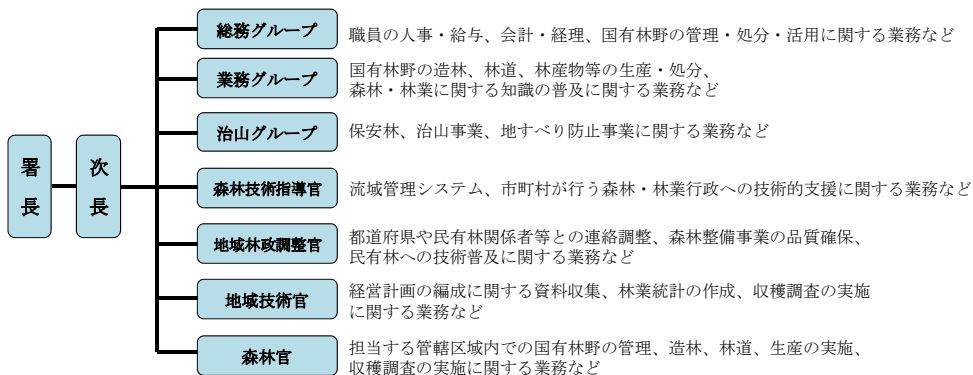 総務グループ
職員の人事・給与、会計・経理、国有林野の管理・処分・活用に関する業務など
業務グループ
国有林野の造林、林道、林産物等の生産・処分、
森林・林業に関する知識の普及に関する業務など
治山グループ
保安林、治山事業、地すべり防止事業に関する業務など
署長
次長
森林技術指導官
流域管理システム、市町村が行う森林・林業行政への技術的支援に関する業務など
地域林政調整官
都道府県や民有林関係者等との連絡調整、森林整備事業の品質確保、
民有林への技術普及に関する業務など
地域技術官
経営計画の編成に関する資料収集、林業統計の作成、収穫調査の実施
に関する業務など
森林官
担当する管轄区域内での国有林野の管理、造林、林道、生産の実施、
収穫調査の実施に関する業務など